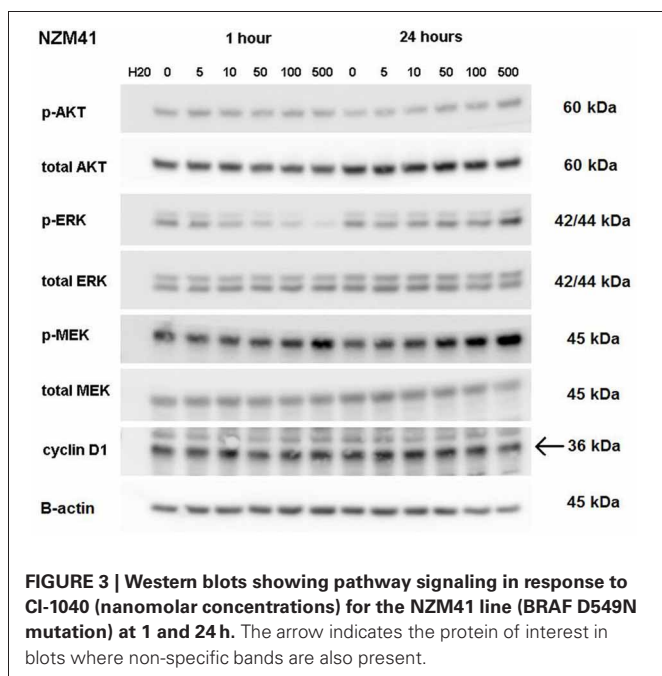 NZM41 1 hour 24 hours
H20 0 5 10 50 100 500 0 5 10 50 100 500
p-AKT 60 kDa
total AKT 60 kDa
p-ERK 42/44 kDa
total ERK 42/44 kDa
p-MEK 45 kDa
total MEK 45 kDa
cyclin D1 36 kDa
B-actin 45 kDa
FIGURE 3 | Western blots showing pathway signaling in response to
CI-1040 (nanomolar concentrations) for the NZM41 line (BRAF D549N
mutation) at 1 and 24 h. The arrow indicates the protein of interest in
blots where non-specific bands are also present.